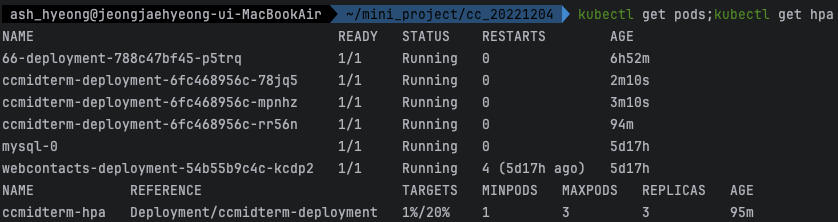 ash_hyeong@jeongjaehyeong-ui-MacBookAir ~/mini_project/cc_20221204 kubectl get pods;kubectl get hpa
NAME READY STATUS RESTARTS AGE
66-deployment-788c47bf45-p5trq 1/1 Running 0 6h52m
ccmidterm-deployment-6fc468956c-78jq5 1/1 Running 0 2m10s
ccmidterm-deployment-6fc468956c-mpnhz 1/1 Running 0 3m10s
ccmidterm-deployment-6fc468956c-rr56n 1/1 Running 0 94m
mysql-0 1/1 Running 0 5d17h
webcontacts-deployment-54b55b9c4c-kcdp2 1/1 Running 4 (5d17h ago) 5d17h
NAME REFERENCE TARGETS MINPODS MAXPODS REPLICAS AGE
ccmidterm-hpa Deployment/ccmidterm-deployment 1%/20% 1 3 3 95m